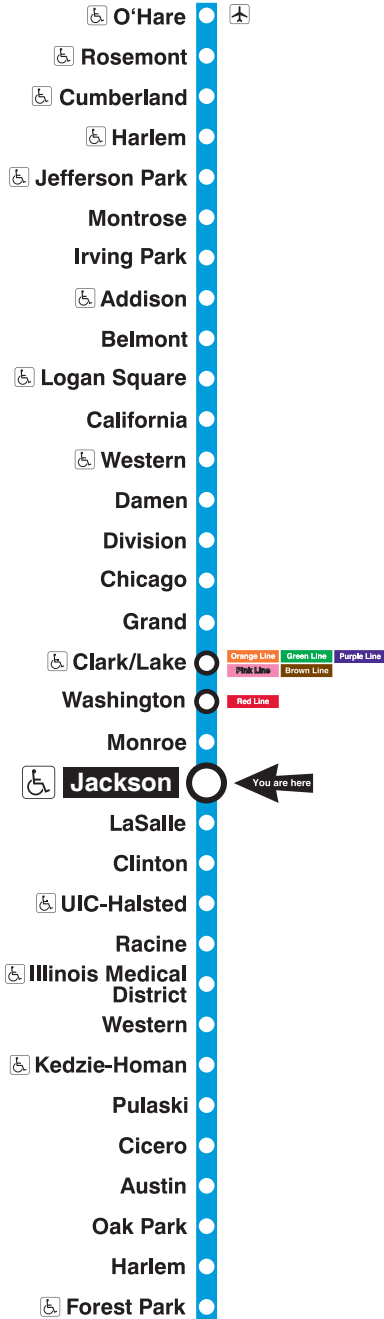 O‘Hare
Rosemont
Cumberland
Harlem
Jefferson Park
Montrose
Irving Park
Addison
Belmont
Logan Square
California
Western
Damen
Division
Chicago
Grand
Clark/Lake
Orange Line Green Line Purple Line
Pink Line Brown Line
Washington
Red Line
Monroe
Jackson
You are here
LaSalle
Clinton
UIC-Halsted
Racine
Illinois Medical
District
Western
Kedzie-Homan
Pulaski
Cicero
Austin
Oak Park
Harlem
Forest Park